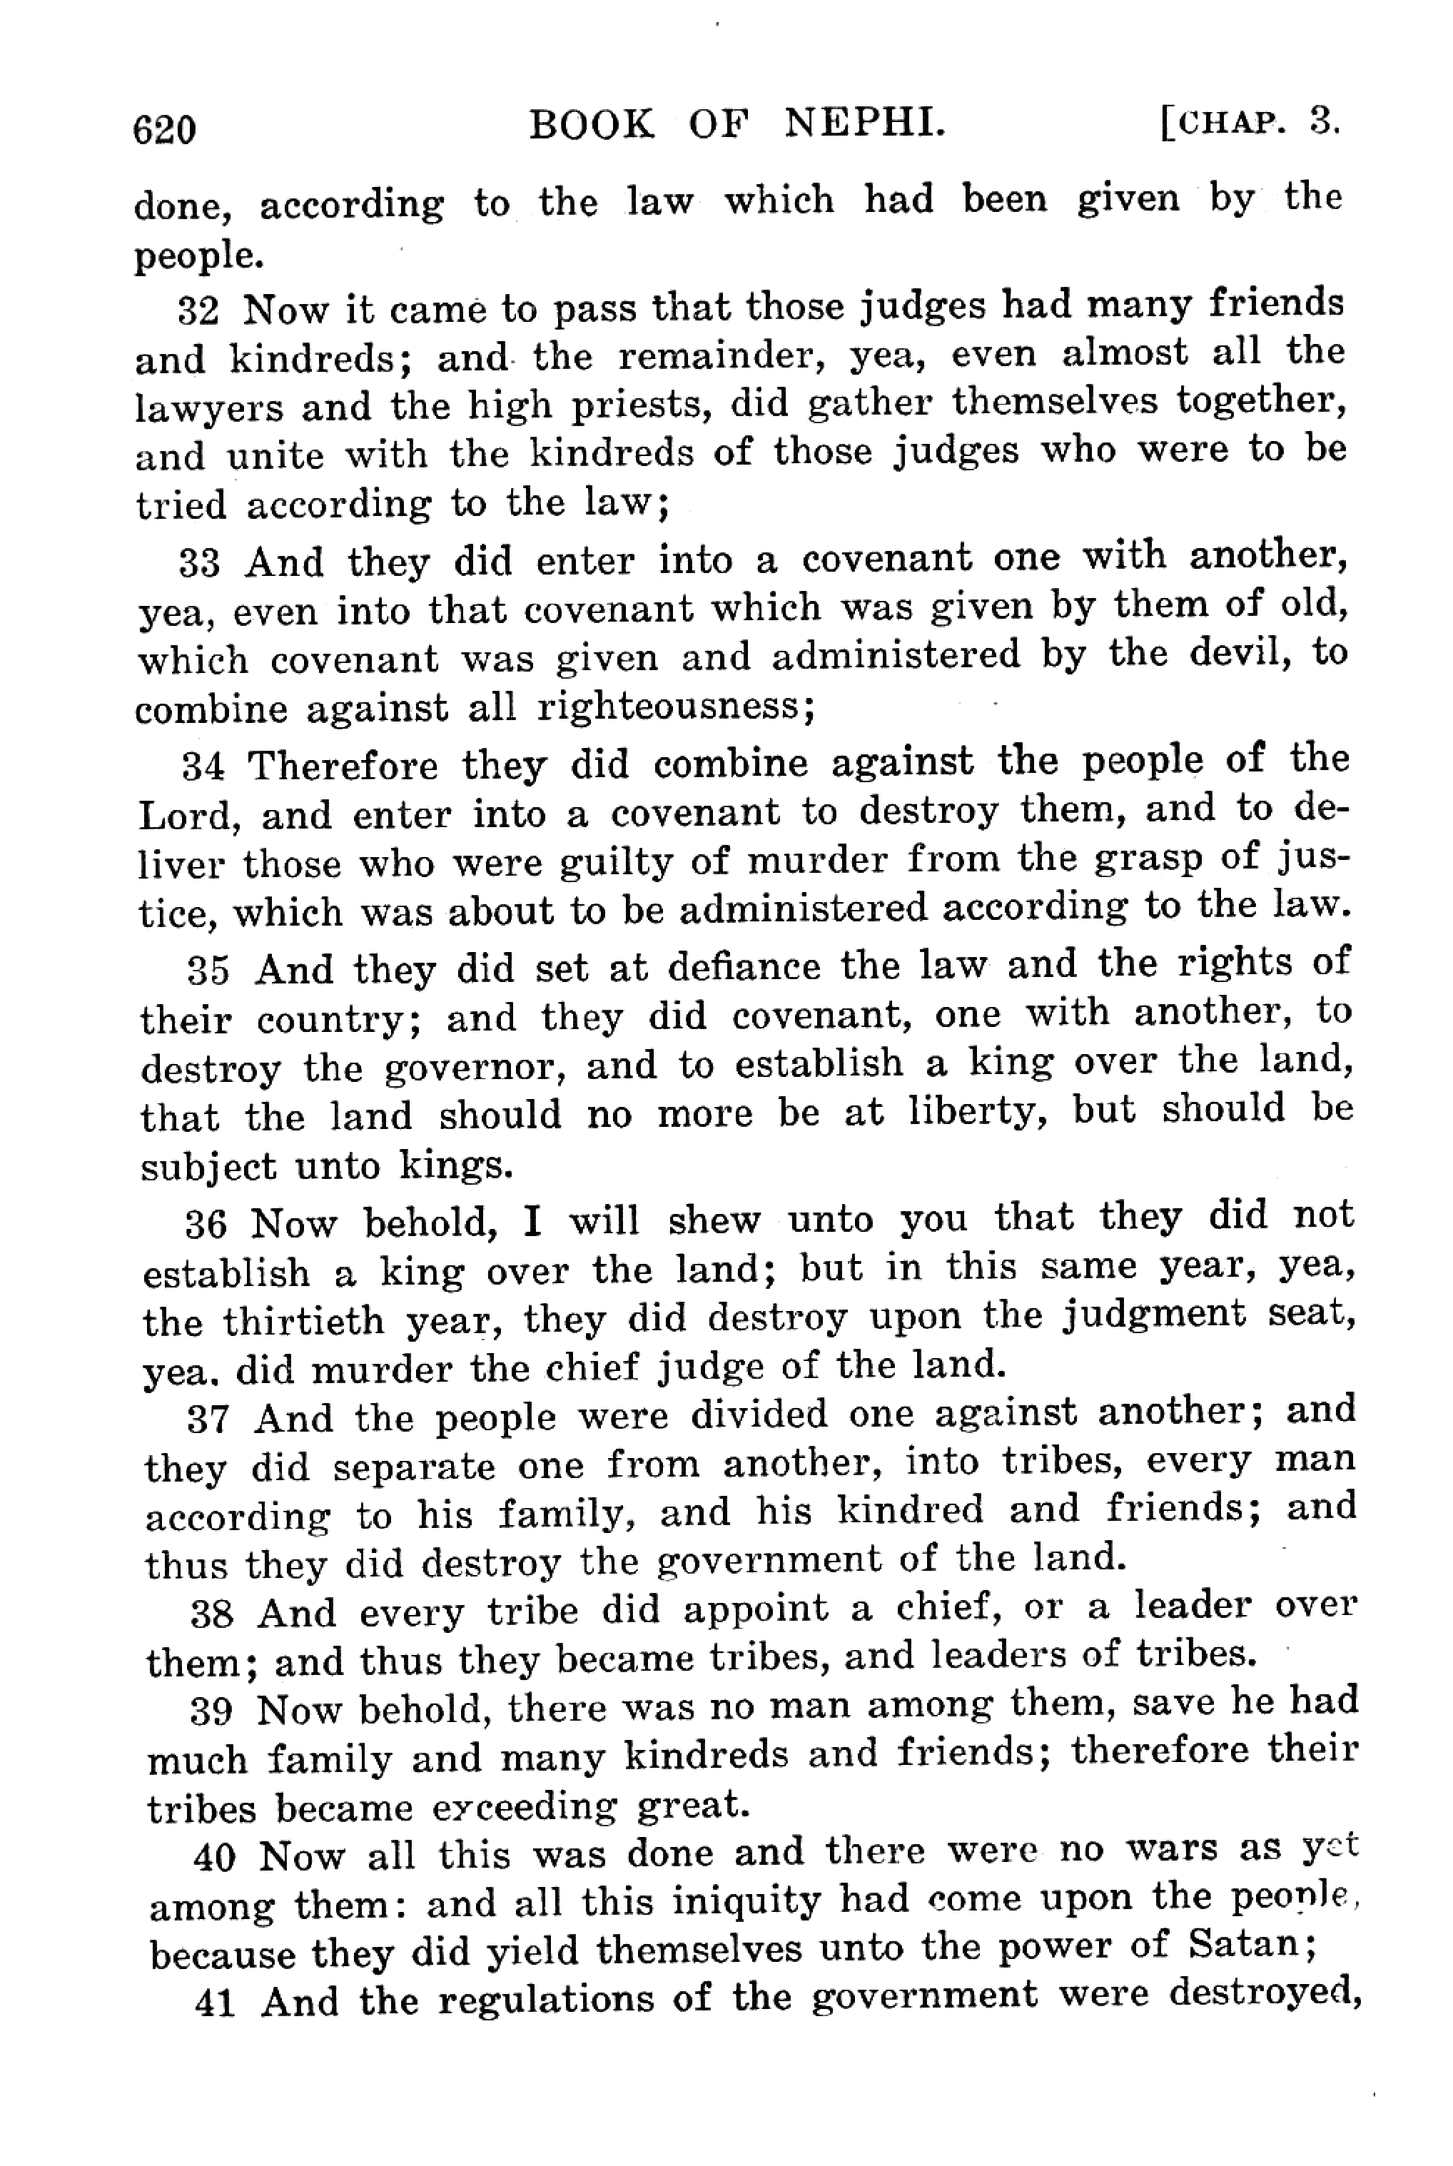 620 BOOK OF NEPHI. [CHAP. 3.
done, according to the law which had been given by the
people.
32 Now it came to pass that those judges had many friends
and kindreds; and the remainder, yea, even almost all the
lawyers and the high priests, did gather themselves together,
and unite with the kindreds of those judges who were to be
tried according to the law;
33 And they did enter into a covenant one with another,
yea, even into that covenant which was given by them of old,
which covenant was given and administered by the devil, to
combine against all righteousness;
34 Therefore they did combine against the people of the
Lord, and enter into a covenant to destroy them, and to de-
liver those who were guilty of murder from the grasp of jus-
tice, which was about to be administered according to the law.
35 And they did set at defiance the law and the rights of
their country; and they did covenant, one with another, to
destroy the governor, and to establish a king over the land,
that the land should no more be at liberty, but should be
subject unto kings.
36 Now behold, I will shew unto you that they did not
establish a king over the land; but in this same year, yea,
the thirtieth year, they did destroy upon the judgment seat,
yea. did murder the chief judge of the land.
37 And the people were divided one against another; and
they did separate one from another, into tribes, every man
according to his family, and his kindred and friends; and
thus they did destroy the government of the land.
38 And every tribe did appoint a chief, or a leader over
them; and thus they became tribes, and leaders of tribes.
39 Now behold, there was no man among them, save he had
much family and many kindreds and friends; therefore their
tribes became exceeding great.
40 Now all this was done and there were no wars as yet
among them: and all this iniquity had come upon the people,
because they did yield themselves unto the power of Satan;
41 And the regulations of the government were destroyed,